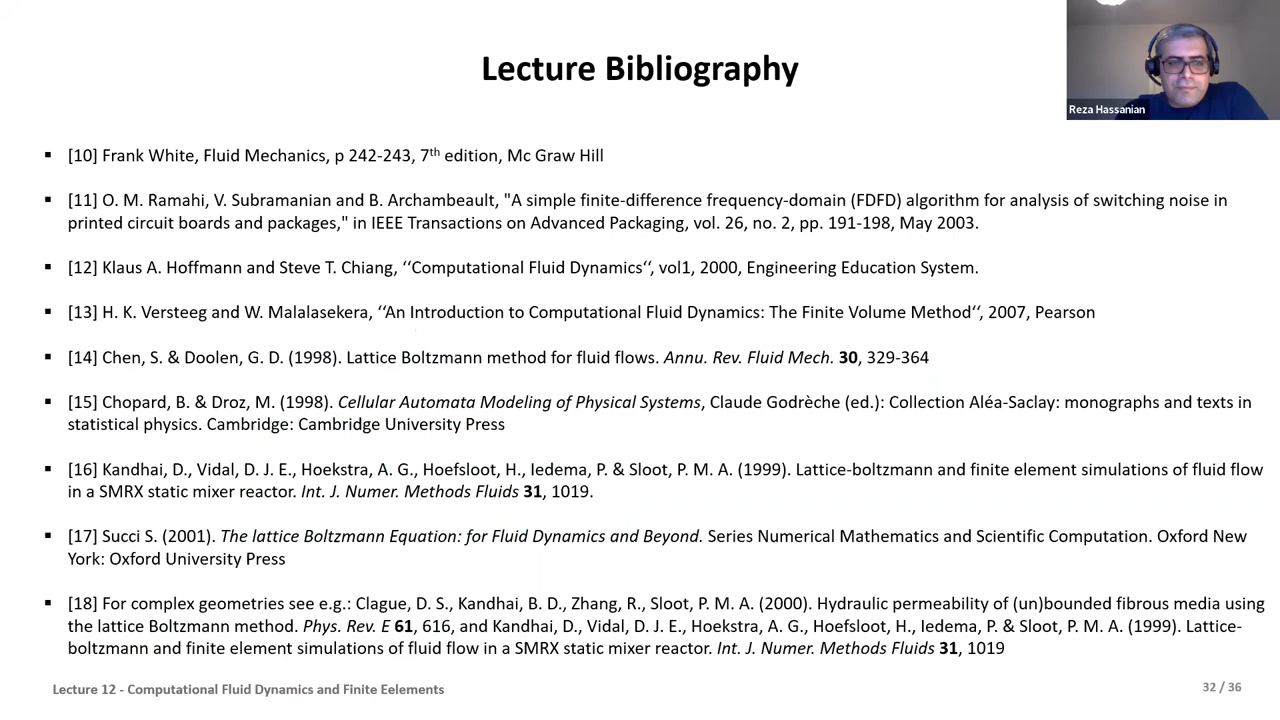 Lecture Bibliography
Reza Hassanian
▪ [10] Frank White, Fluid Mechanics, p 242-243, 7th edition, Mc Graw Hill
▪ [11] O. M. Ramahi, V. Subramanian and B. Archambeault, "A simple finite-difference frequency-domain (FDFD) algorithm for analysis of switching noise in
printed circuit boards and packages," in IEEE Transactions on Advanced Packaging, vol. 26, no. 2, pp. 191-198, May 2003.
▪ [12] Klaus A. Hoffmann and Steve T. Chiang, ‘‘Computational Fluid Dynamics‘‘, vol1, 2000, Engineering Education System.
▪ [13] H. K. Versteeg and W. Malalasekera, ‘‘An Introduction to Computational Fluid Dynamics: The Finite Volume Method‘‘, 2007, Pearson
▪ [14] Chen, S. & Doolen, G. D. (1998). Lattice Boltzmann method for fluid flows. Annu. Rev. Fluid Mech. 30, 329-364
▪ [15] Chopard, B. & Droz, M. (1998). Cellular Automata Modeling of Physical Systems, Claude Godrèche (ed.): Collection Aléa-Saclay: monographs and texts in
statistical physics. Cambridge: Cambridge University Press
▪ [16] Kandhai, D., Vidal, D. J. E., Hoekstra, A. G., Hoefsloot, H., Iedema, P. & Sloot, P. M. A. (1999). Lattice-boltzmann and finite element simulations of fluid flow
in a SMRX static mixer reactor. Int. J. Numer. Methods Fluids 31, 1019.
▪ [17] Succi S. (2001). The lattice Boltzmann Equation: for Fluid Dynamics and Beyond. Series Numerical Mathematics and Scientific Computation. Oxford New
York: Oxford University Press
▪ [18] For complex geometries see e.g.: Clague, D. S., Kandhai, B. D., Zhang, R., Sloot, P. M. A. (2000). Hydraulic permeability of (un)bounded fibrous media using
the lattice Boltzmann method. Phys. Rev. E 61, 616, and Kandhai, D., Vidal, D. J. E., Hoekstra, A. G., Hoefsloot, H., Iedema, P. & Sloot, P. M. A. (1999). Lattice-
boltzmann and finite element simulations of fluid flow in a SMRX static mixer reactor. Int. J. Numer. Methods Fluids 31, 1019
Lecture 12 - Computational Fluid Dynamics and Finite Eelements
32 / 36